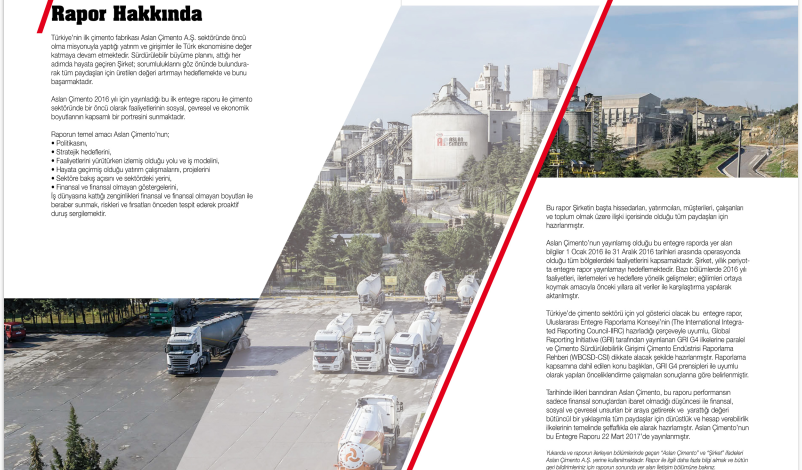 Rapor Hakkında
Türkiye'nin ilk çimento fabrikası Aslan Çimento A.Ş. sektöründe öncü
olma misyonuyla yaptığı yatırım ve girişimler ile Türk ekonomisine değer
katmaya devam etmektedir. Sürdürülebilir büyüme planını, attığı her
adımda hayata geçiren Şirket; sorumluluklarını göz önünde bulundura-
rak tüm paydaşları için üretilen değeri artırmayı hedeflemekte ve bunu
başarmaktadır.
Aslan Çimento 2016 yılı için yayınladığı bu ilk entegre raporu ile çimento
sektöründe bir öncü olarak faaliyetlerinin sosyal, çevresel ve ekonomik
boyutlarının kapsamlı bir portresini sunmaktadır.
Raporun temel amacı Aslan Çimento'nun;
• Politikasını,
• Stratejik hedeflerini,
• Faaliyetlerini yürütürken izlemiş olduğu yolu ve iş modelini,
• Hayata geçirmiş olduğu yatırım çalışmalarını, projelerini
• Sektöre bakış açısını ve sektördeki yerini,
• Finansal ve finansal olmayan göstergelerini,
İş dünyasına kattığı zenginlikleri finansal ve finansal olmayan boyutları ile
beraber sunmak, riskleri ve fırsatları önceden tespit ederek proaktif
duruş sergilemektir.
ASLAN
ÇİMENTO
Bu rapor Şirketin başta hissedarları, yatırımcıları, müşterileri, çalışanları
ve toplum olmak üzere ilişki içerisinde olduğu tüm paydaşları için
hazırlanmıştır.
Aslan Çimento'nun yayınlamış olduğu bu entegre raporda yer alan
bilgiler 1 Ocak 2016 ile 31 Aralık 2016 tarihleri arasında operasyonda
olduğu tüm bölgelerdeki faaliyetlerini kapsamaktadır. Şirket, yıllık periyot-
ta entegre rapor yayınlamayı hedeflemektedir. Bazı bölümlerde 2016 yılı
faaliyetleri, ilerlemeleri ve hedeflere yönelik gelişmeler; eğilimleri ortaya
koymak amacıyla önceki yıllara ait veriler ile karşılaştırma yapılarak
aktarılmıştır.
Türkiye'de çimento sektörü için yol gösterici olacak bu entegre rapor,
Uluslararası Entegre Raporlama Konseyi'nin (The International Integra-
ted Reporting Council-IIRC) hazırladığı çerçeveyle uyumlu, Global
Reporting Initiative (GRI) tarafından yayınlanan GRI G4 ilkelerine paralel
ve Çimento Sürdürülebilirlik Girişimi Çimento Endüstrisi Raporlama
Rehberi (WBCSD-CSI) dikkate alacak şekilde hazırlanmıştır. Raporlama
kapsamına dahil edilen konu başlıkları, GRI G4 prensipleri ile uyumlu
olarak yapılan önceliklendirme çalışmaları sonuçlarına göre belirlenmiştir.
Tarihinde ilkleri barındıran Aslan Çimento, bu raporu performansın
sadece finansal sonuçlardan ibaret olmadığı düşüncesi ile finansal,
sosyal ve çevresel unsurları bir araya getirerek ve yarattığı değeri
bütüncül bir yaklaşımla tüm paydaşlar için dürüstlük ve hesap verebilirlik
ilkelerinin temelinde şeffaflıkla ele alarak hazırlamıştır. Aslan Çimento'nun
bu Entegre Raporu 22 Mart 2017'de yayınlanmıştır.
Yukarıda ve raporun ilerleyen bölümlerinde geçen "Aslan Çimento" ve "Şirket" ifadeleri
Aslan Çimento A.Ş. yerine kullanılmaktadır. Rapor ile ilgili daha fazla bilgi almak ve bütün
geri bildirimleriniz için raporun sonunda yer alan iletişim bölümüne bakınız.